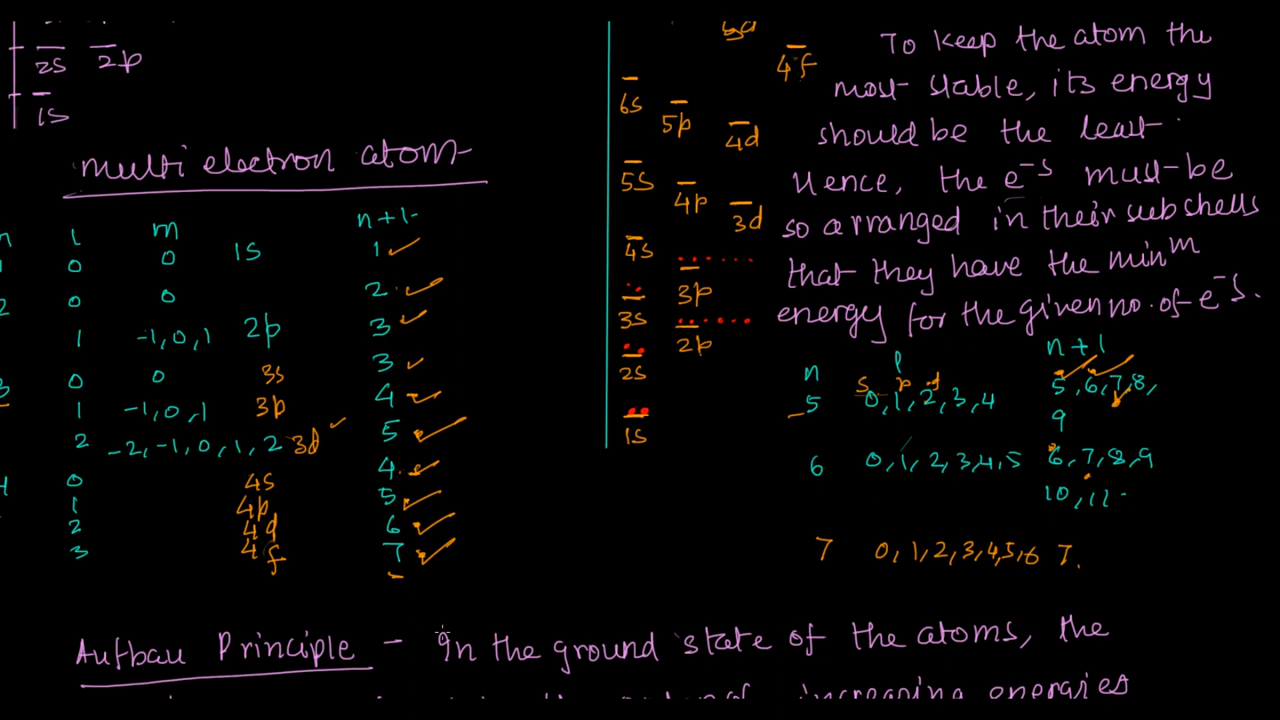 2s 2p
1s
multi electron atom
l m n+l
0 0 1s 1
0 0 2
1 -1,0,1 2p 3
0 0 3s 3
1 -1,0,1 3p 4
2 -2,-1,0,1,2 3d 5
0 4s 4
1 4p 5
2 4d 6
3 4f 7
4f
6s
5p
4d
5s
4p
3d
4s
3p
3s
2p
2s
1s
To keep the atom the
most stable, its energy
should be the least.
Hence, the e⁻s must be
so arranged in their subshells
that they have the minᵐ
energy for the given no. of e⁻s.
n l n+l
s p d
5 0,1,2,3,4 5,6,7,8,
9
6 0,1,2,3,4,5 6,7,8,9
10,11
7 0,1,2,3,4,5,6 7.
Aufbau Principle - In the ground state of the atoms, the
increasing energies